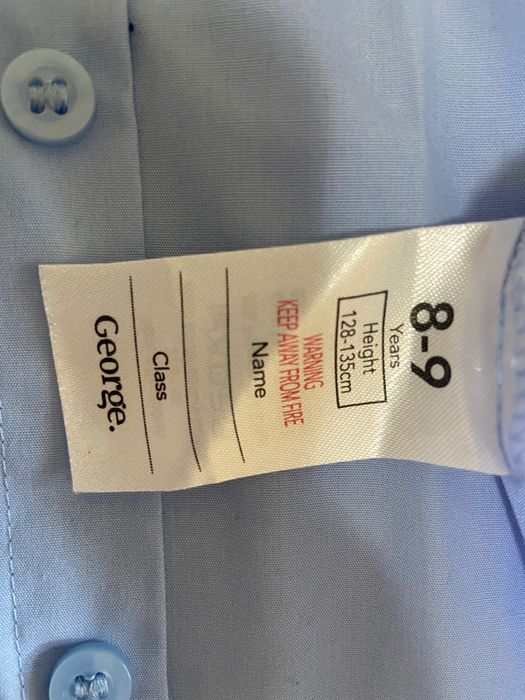 8-9
Years
Height
128-135cm
WARNING
KEEP AWAY FROM FIRE
Name
Class
George.